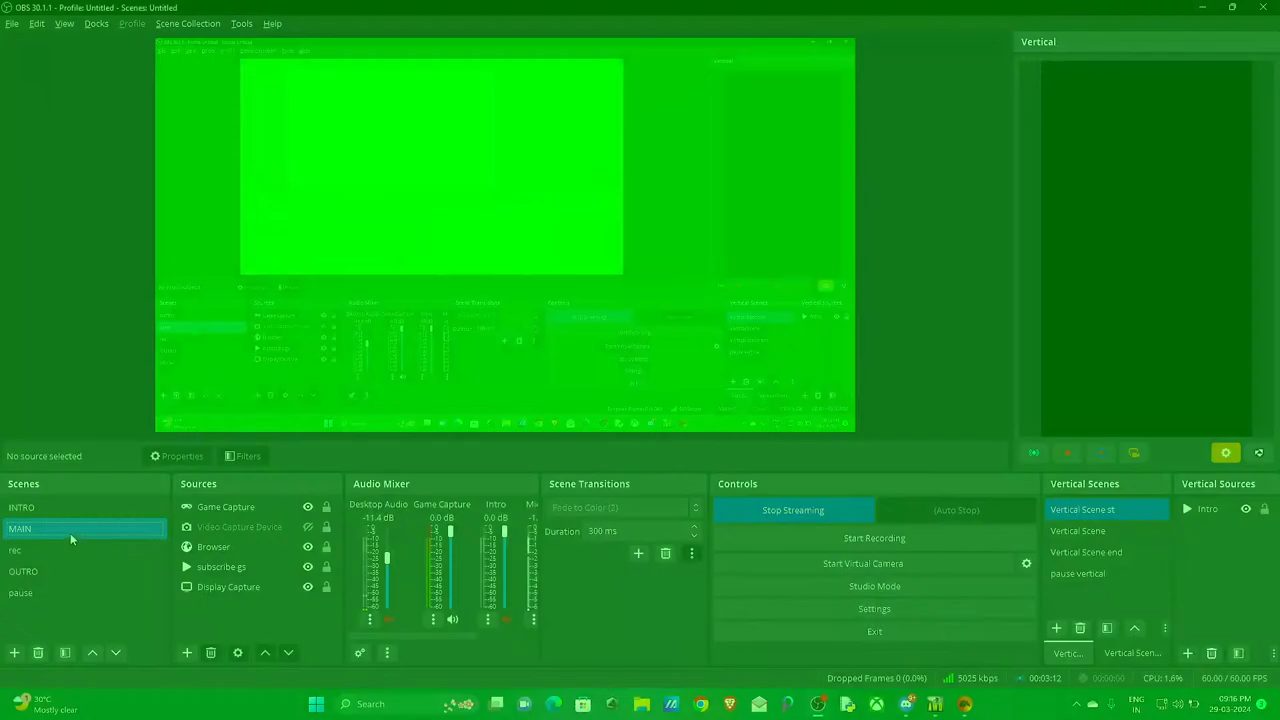 OBS 30.1.1 - Profile: Untitled - Scenes: Untitled
File Edit View Docks Profile Scene Collection Tools Help
Vertical
No source selected
Properties
Filters
Scenes
INTRO
MAIN
rec
OUTRO
pause
Sources
Game Capture
Video Capture Device
Browser
subscribe gs
Display Capture
Audio Mixer
Desktop Audio Game Capture Intro
-11.4 dB 0.0 dB 0.0 dB -1.
Scene Transitions
Fade to Color (2)
Duration 300 ms
Controls
Stop Streaming (Auto Stop)
Start Recording
Start Virtual Camera
Studio Mode
Settings
Exit
Vertical Scenes
Vertical Scene st
Vertical Scene
Vertical Scene end
pause vertical
Vertic... Vertical Scen...
Vertical Sources
Intro
Dropped Frames 0 (0.0%) 5025 kbps 00:03:12 00:00:00 CPU: 1.6% 60.00 / 60.00 FPS
30°C
Mostly clear
Search
ENG
IN
09:16 PM
29-03-2024